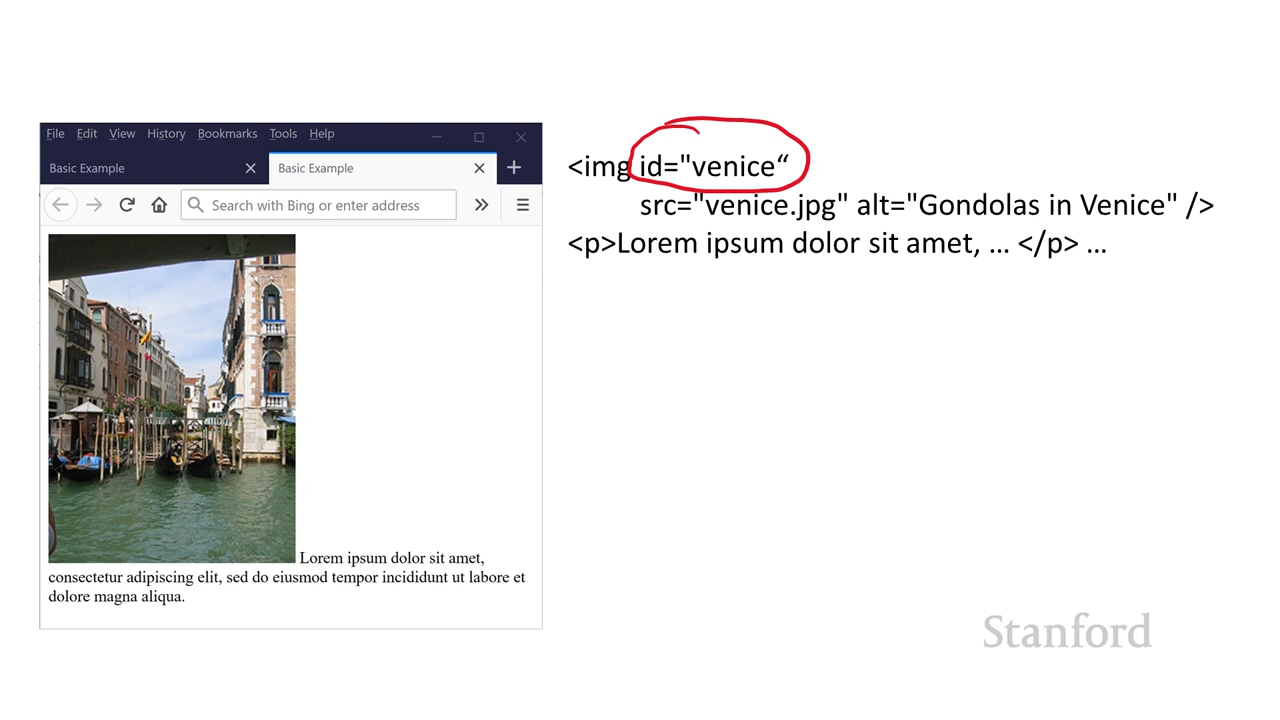 File Edit View History Bookmarks Tools Help
Basic Example
Basic Example
Search with Bing or enter address
Lorem ipsum dolor sit amet,
consectetur adipiscing elit, sed do eiusmod tempor incididunt ut labore et
dolore magna aliqua.
<img id="venice“
src="venice.jpg" alt="Gondolas in Venice" />
<p>Lorem ipsum dolor sit amet, … </p> …
Stanford